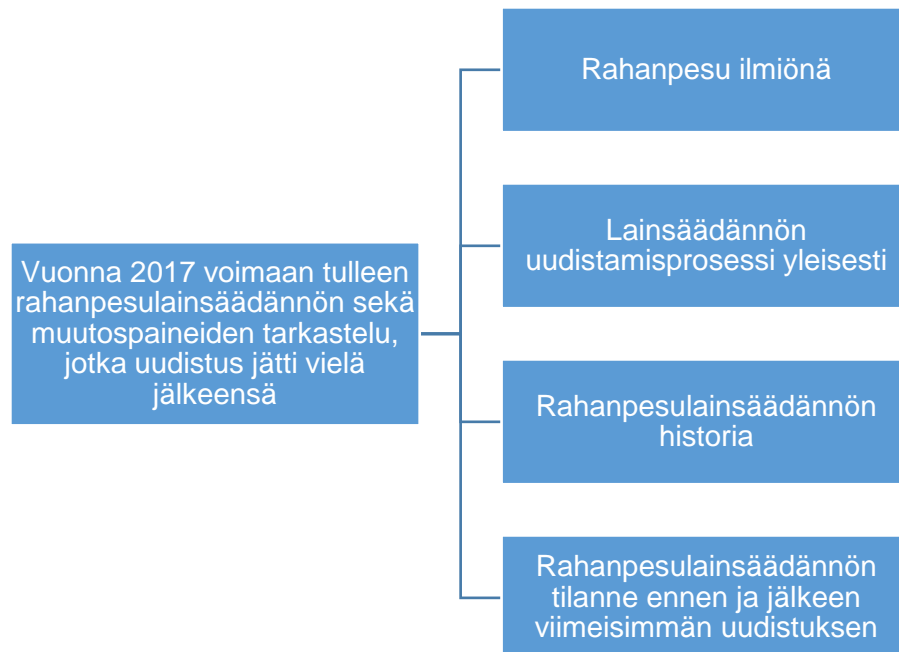 Rahanpesu ilmiönä
Lainsäädännön
uudistamisprosessi yleisesti
Vuonna 2017 voimaan tulleen
rahanpesulainsäädännön sekä
muutospaineiden tarkastelu,
jotka uudistus jätti vielä
jälkeensä
Rahanpesulainsäädännön
historia
Rahanpesulainsäädännön
tilanne ennen ja jälkeen
viimeisimmän uudistuksen